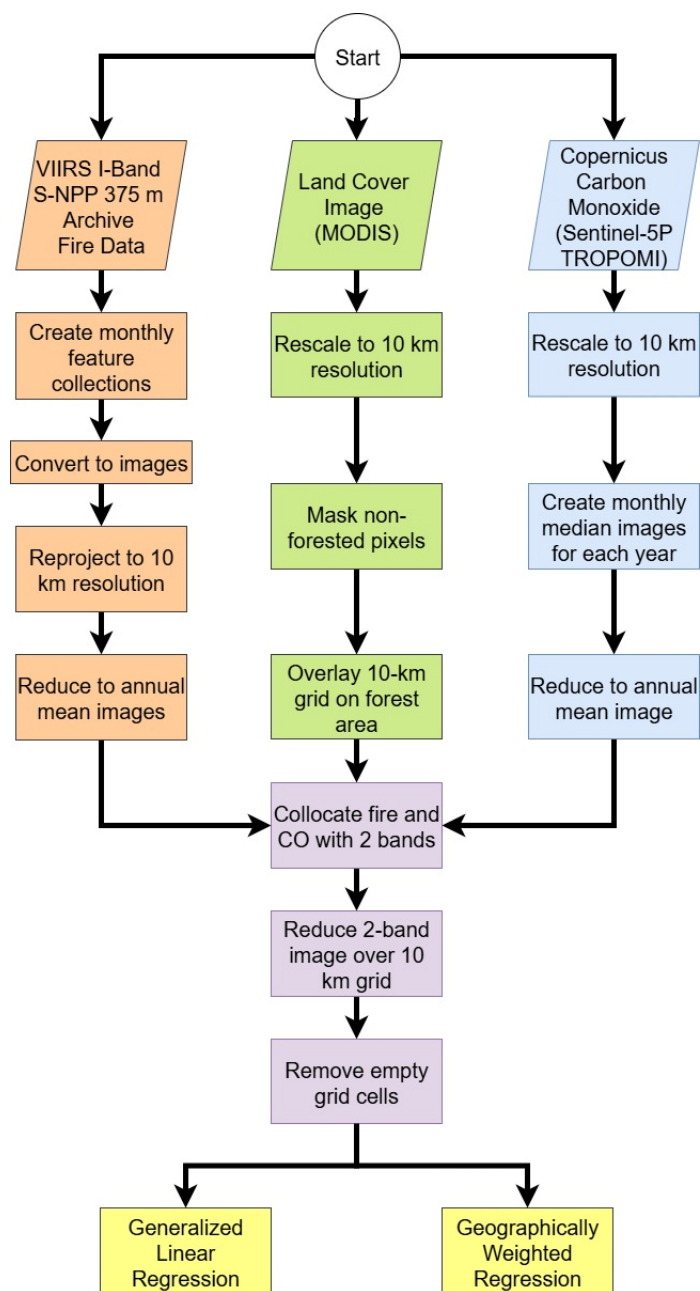 Start
VIIRS I-Band
S-NPP 375 m
Archive
Fire Data
Create monthly
feature
collections
Convert to images
Reproject to 10
km resolution
Reduce to annual
mean images
Land Cover
Image
(MODIS)
Rescale to 10 km
resolution
Mask non-
forested pixels
Overlay 10-km
grid on forest
area
Copernicus
Carbon
Monoxide
(Sentinel-5P
TROPOMI)
Rescale to 10 km
resolution
Create monthly
median images
for each year
Reduce to annual
mean image
Collocate fire and
CO with 2 bands
Reduce 2-band
image over 10
km grid
Remove empty
grid cells
Generalized
Linear
Regression
Geographically
Weighted
Regression